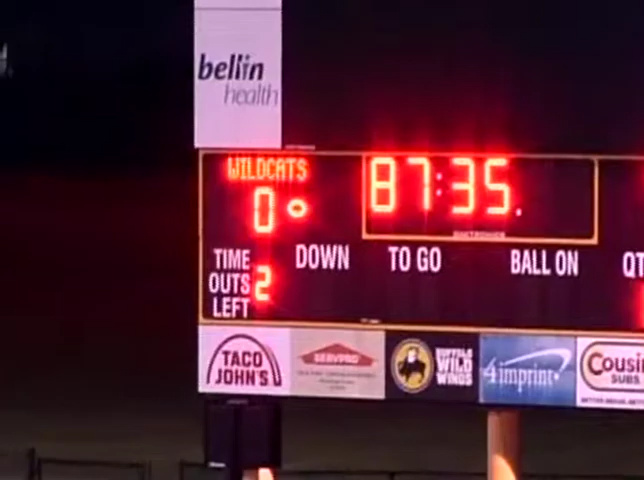 bellin
health
WILDCATS
87:35
0
DOWN
TO GO
BALL ON
QT
TIME
OUTS
LEFT
2
TACO
JOHN'S
SERVPRO
BUFFALO
WILD
WINGS
4imprint
Cousin
SUBS